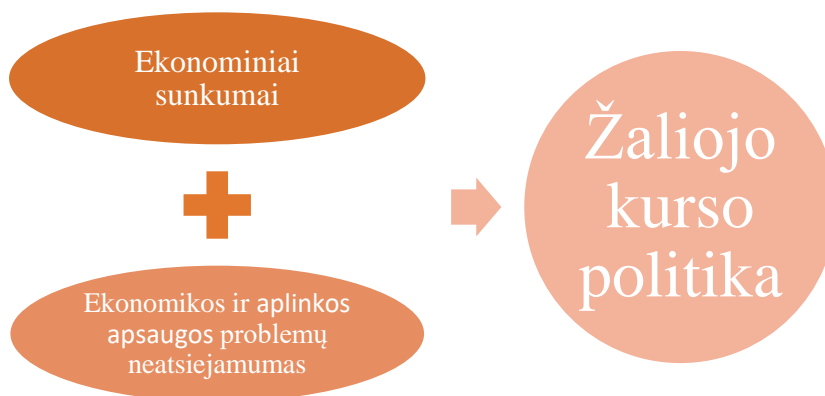 Ekonominiai
sunkumai
Ekonomikos ir aplinkos
apsaugos problemų
neatsiejamumas
Žaliojo
kurso
politika